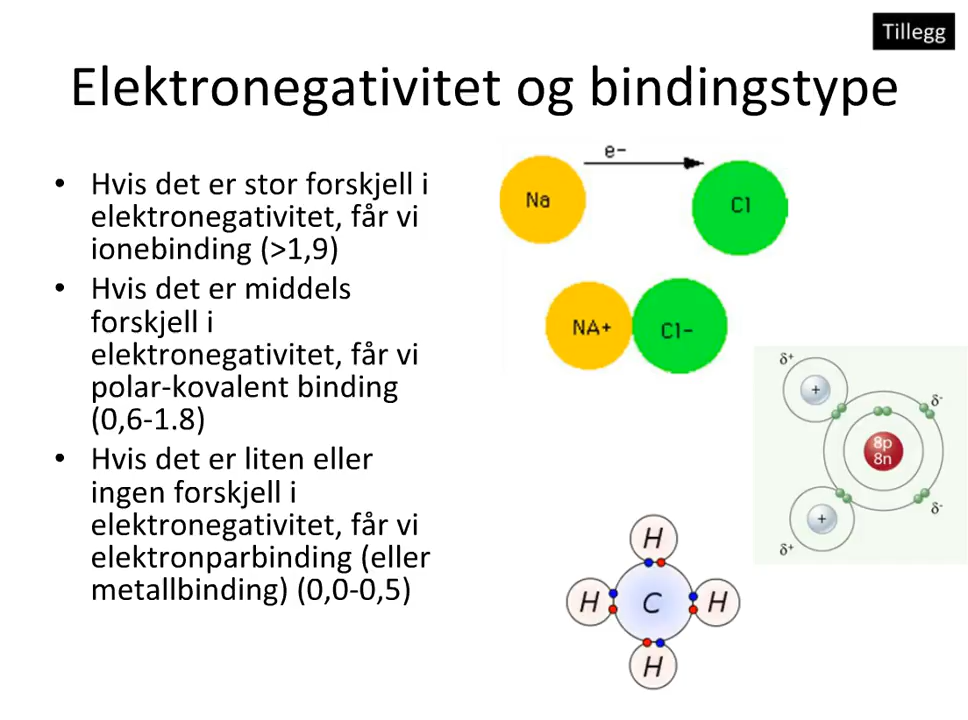 Tillegg
Elektronegativitet og bindingstype
• Hvis det er stor forskjell i
elektronegativitet, får vi
ionebinding (>1,9)
• Hvis det er middels
forskjell i
elektronegativitet, får vi
polar-kovalent binding
(0,6-1.8)
• Hvis det er liten eller
ingen forskjell i
elektronegativitet, får vi
elektronparbinding (eller
metallbinding) (0,0-0,5)
e-
Na
Cl
NA+
Cl-
δ+
+
δ-
8p
8n
+
δ-
δ+
H
H
C
H
H